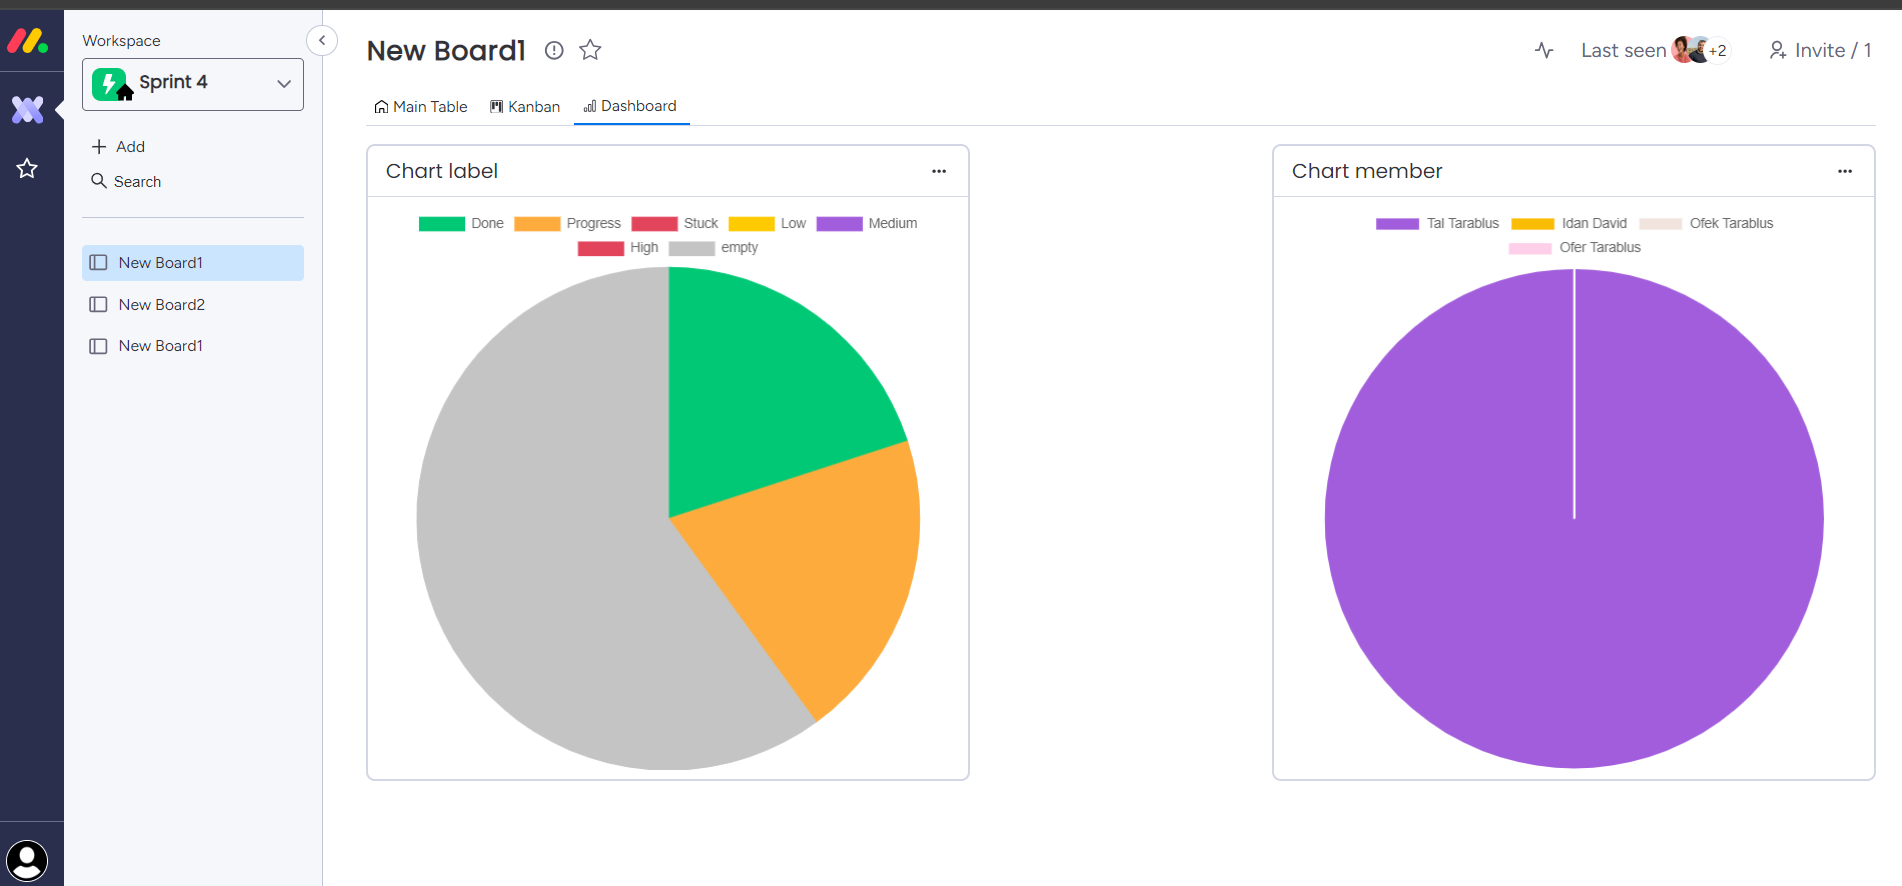 Workspace
Sprint 4
Add
Search
New Board1
New Board2
New Board1
New Board1
Last seen +2 Invite / 1
Main Table Kanban Dashboard
Chart label
Done Progress Stuck Low Medium
High empty
Chart member
Tal Tarablus Idan David Ofek Tarablus
Ofer Tarablus